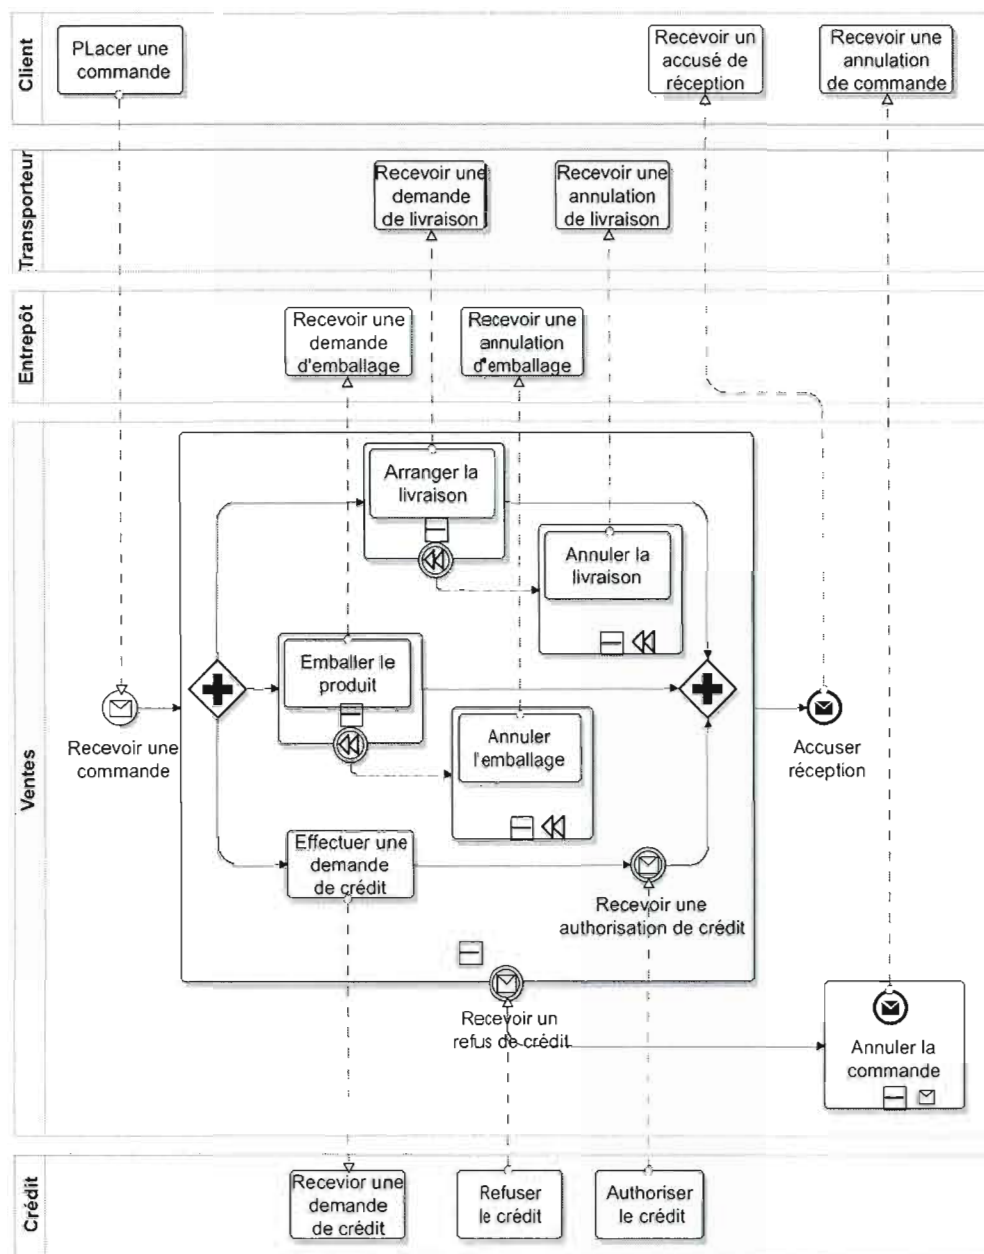 Client
PLacer une
commande
Recevoir un
accusé de
réception
Recevoir une
annulation
de commande
Transporteur
Recevoir une
demande
de livraison
Recevoir une
annulation
de livraison
Entrepôt
Recevoir une
demande
d'emballage
Recevoir une
annulation
d'emballage
Ventes
Arranger la
livraison
Annuler la
livraison
Emballer le
produit
Recevoir une
commande
Annuler
l'emballage
Accuser
réception
Effectuer une
demande
de crédit
Recevoir une
authorisation de crédit
Recevoir un
refus de crédit
Annuler la
commande
Crédit
Recevior une
demande
de crédit
Refuser
le crédit
Authoriser
le crédit